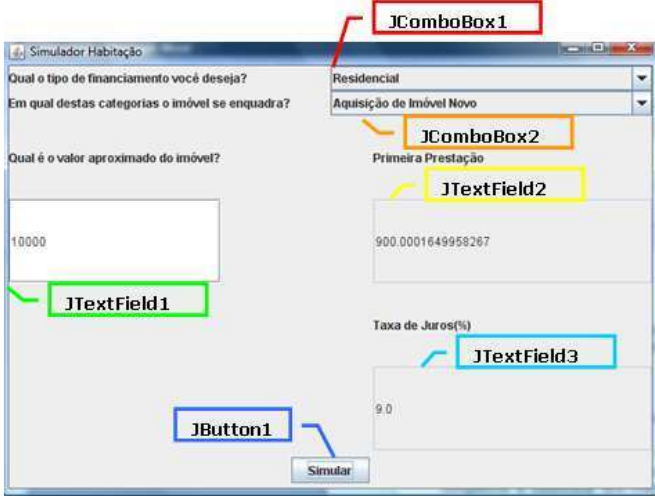 JComboBox1
Simulador Habitação
Qual o tipo de financiamento você deseja?
Residencial
Em qual destas categorias o imóvel se enquadra?
Aquisição de Imóvel Novo
JComboBox2
Qual é o valor aproximado do imóvel?
Primeira Prestação
JTextField2
10000
900.0001649958267
JTextField1
Taxa de Juros(%)
JTextField3
9.0
JButton1
Simular